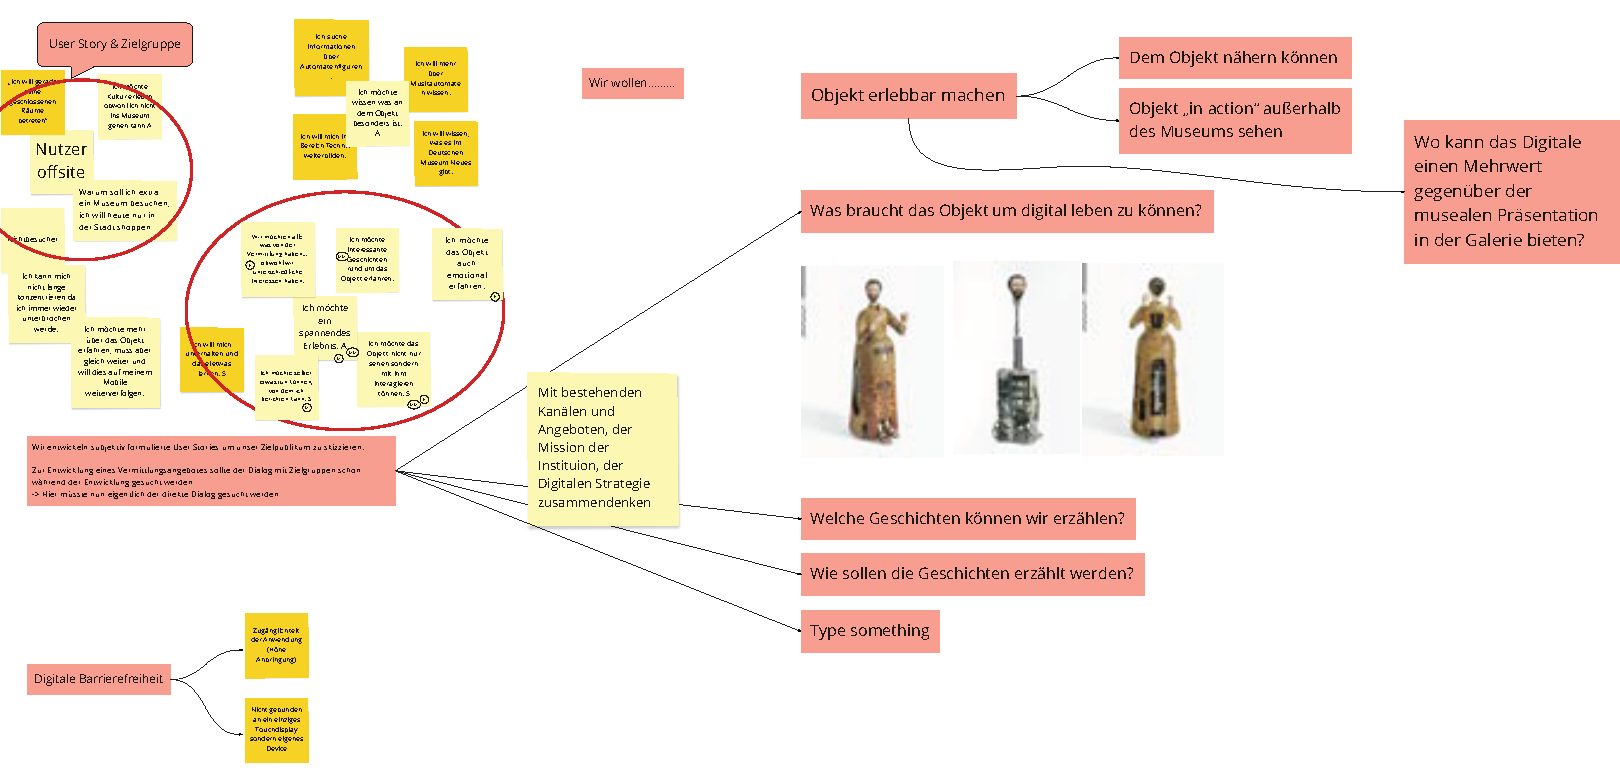 User Story & Zielgruppe
„Ich will gerade
keine
geschlossenen
Räume
betreten"
Ich möchte
Kultur erleben
obwohl ich nicht
ins Museum
gehen kann A
Nutzer
offsite
Warum soll ich extra
ein Museum besuchen,
ich will heute nur in
der Stadt shoppen
Ich kann mich
nicht lange
konzentrieren da
ich immer wieder
unterbrochen
werde.
Ich möchte mehr
über das Objekt
erfahren, muss aber
gleich weiter und
will dies auf meinem
Mobile
weiterverfolgen.
Ich suche
Informationen
über
Automatenfiguren
.
Ich will mehr
über
Musikautomate
n wissen.
Ich möchte
wissen was an
dem Objekt
besonders ist.
A
Ich will mich im
Bereich Technik
weiterbilden.
Ich will wissen,
was es im
Deutschen
Museum Neues
gibt.
Wir möchten alle
was von der
Vermittlung haben,
obwohl wir
unterschiedliche
Interessen haben.
Ich möchte
interessante
Geschichten
rund um das
Objekt erfahren.
Ich möchte
das Objekt
auch
emotional
erfahren.
Ich möchte
ein
spannendes
Erlebnis. A
Ich will mich
unterhalten und
dabei etwas
lernen. S
Ich möchte selber
etwas tun können,
von dem ich
berichten kann. S
Ich möchte das
Objekt nicht nur
sehen sondern
mit ihm
interagieren
können. S
Wir entwickeln subjektiv formulierte User Stories um unser Zielpublikum zu skizzieren.
Zur Entwicklung eines Vermittlungsangebotes sollte der Dialog mit Zielgruppen schon
während der Entwicklung gesucht werden
-> Hier müsste nun eigendlich der direkte Dialog gesucht werden
Wir wollen.........
Objekt erlebbar machen
Dem Objekt nähern können
Objekt „in action" außerhalb
des Museums sehen
Wo kann das Digitale
einen Mehrwert
gegenüber der
musealen Präsentation
in der Galerie bieten?
Was braucht das Objekt um digital leben zu können?
Mit bestehenden
Kanälen und
Angeboten, der
Mission der
Instituion, der
Digitalen Strategie
zusammendenken
Welche Geschichten können wir erzählen?
Wie sollen die Geschichten erzählt werden?
Type something
Digitale Barrierefreiheit
Zugänglichkeit
der Anwendung
(Höhe
Anbringung)
Nicht gebunden
an ein einziges
Touchdisplay
sondern eigenes
Device